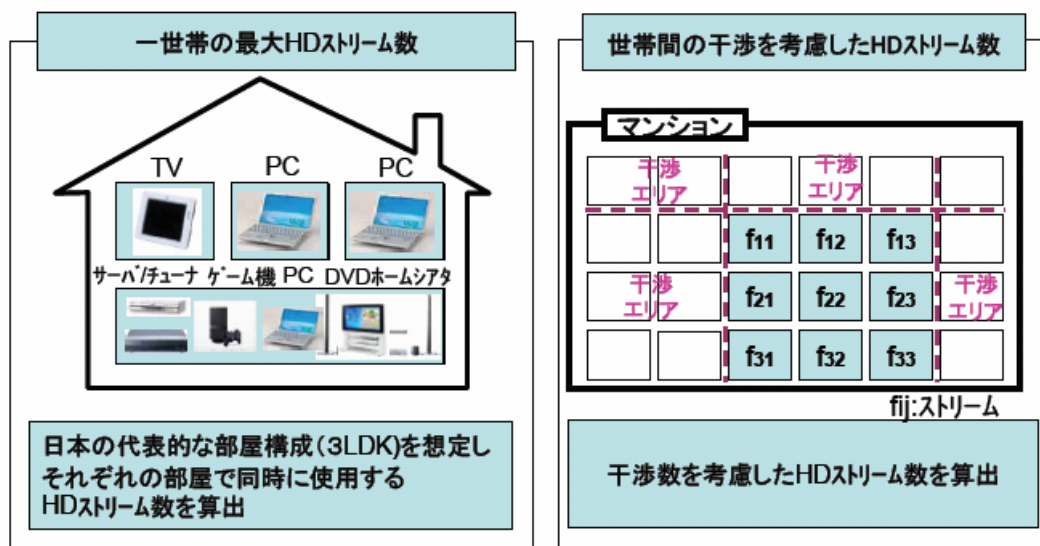 一世帯の最大HDストリーム数
TV
PC
PC
サーバ/チューナ ゲーム機 PC DVDホームシアタ
日本の代表的な部屋構成(3LDK)を想定し
それぞれの部屋で同時に使用する
HDストリーム数を算出
世帯間の干渉を考慮したHDストリーム数
マンション
干渉
エリア
干渉
エリア
f11 f12 f13
干渉
エリア
f21 f22 f23
干渉
エリア
f31 f32 f33
fij:ストリーム
干渉数を考慮したHDストリーム数を算出